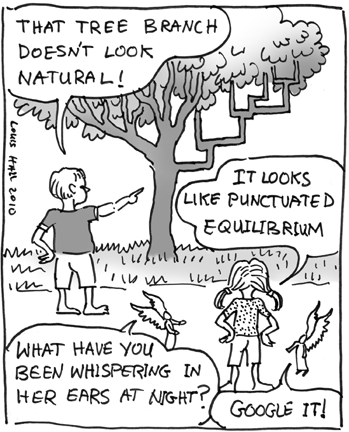 THAT TREE BRANCH
DOESN'T LOOK
NATURAL!
LOUIS HALL 2010
IT LOOKS
LIKE PUNCTUATED
EQUILIBRIUM
WHAT HAVE YOU
BEEN WHISPERING IN
HER EARS AT NIGHT?
GOOGLE IT!